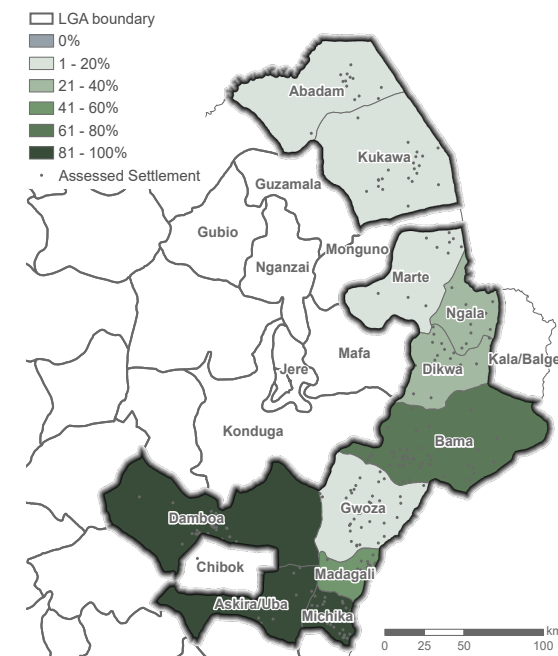 LGA boundary
0%
1 - 20%
21 - 40%
41 - 60%
61 - 80%
81 - 100%
Assessed Settlement
Abadam
Kukawa
Guzamala
Gubio
Monguno
Nganzai
Marte
Ngala
Mafa
Kala/Balge
Jere
Dikwa
Konduga
Bama
Gwoza
Damboa
Chibok
Madagali
Askira/Uba
Michika
km
0 25 50 100